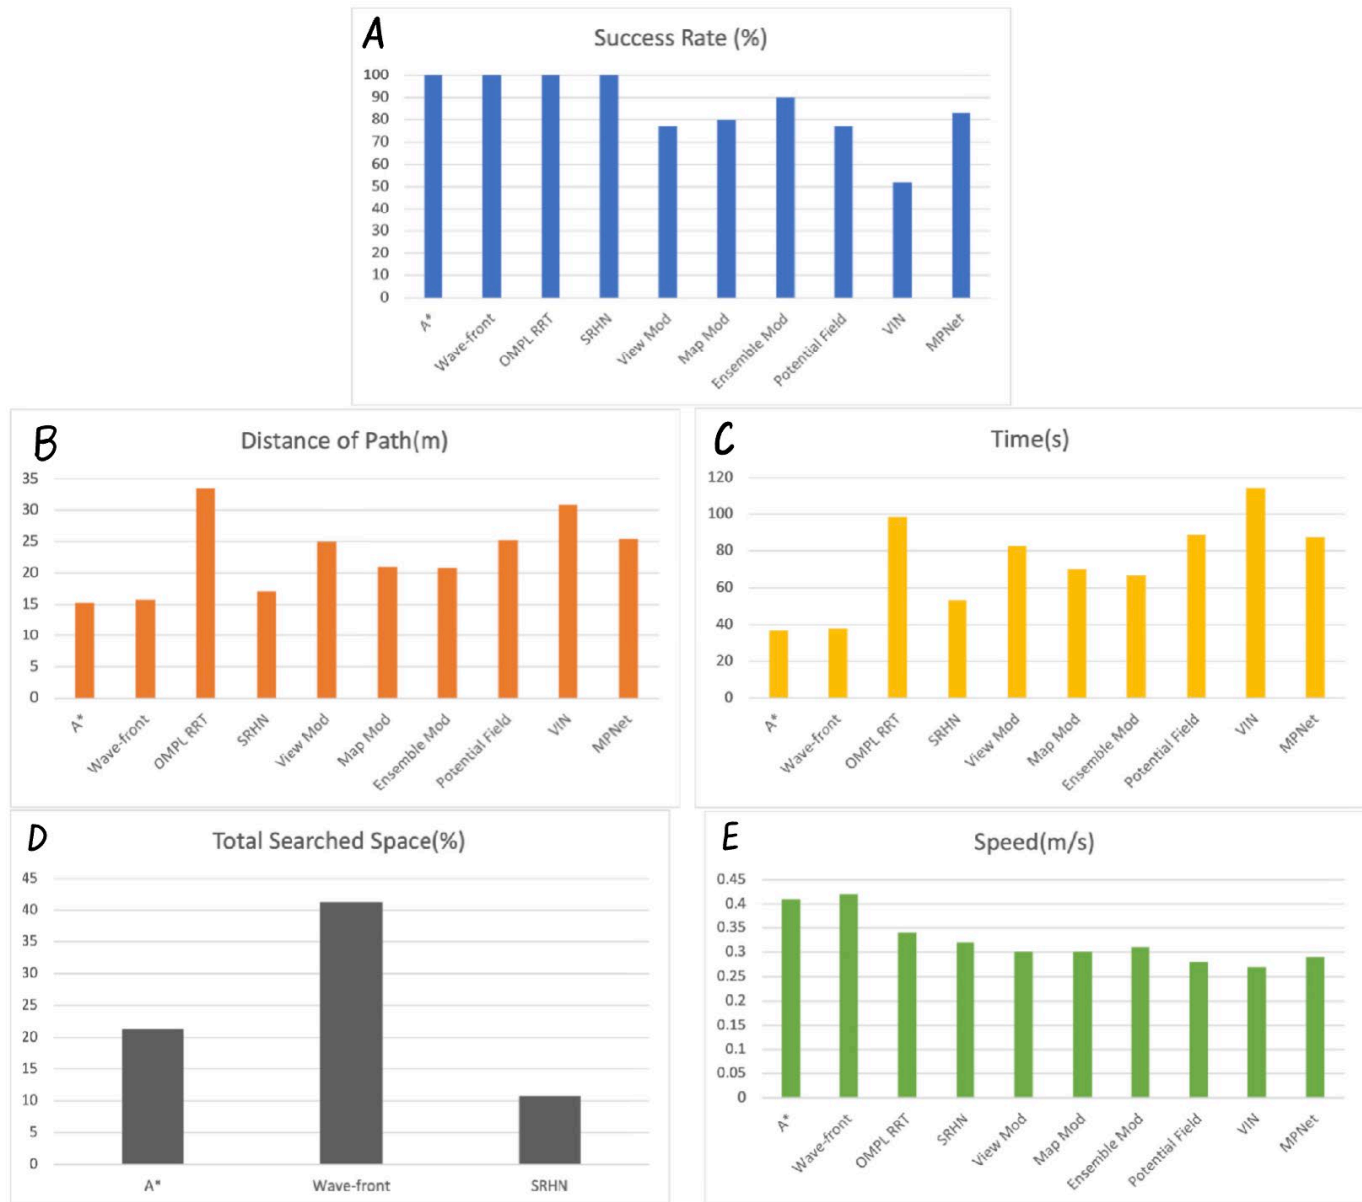 A
Success Rate (%)
100
90
80
70
60
50
40
30
20
10
0
A*
Wave-front
OMPL RRT
SRHN
View Mod
Map Mod
Ensemble Mod
Potential Field
VIN
MPNet
B
Distance of Path(m)
35
30
25
20
15
10
5
0
A*
Wave-front
OMPL RRT
SRHN
View Mod
Map Mod
Ensemble Mod
Potential Field
VIN
MPNet
C
Time(s)
120
100
80
60
40
20
0
A*
Wave-front
OMPL RRT
SRHN
View Mod
Map Mod
Ensemble Mod
Potential Field
VIN
MPNet
D
Total Searched Space(%)
45
40
35
30
25
20
15
10
5
0
A*
Wave-front
SRHN
E
Speed(m/s)
0.45
0.4
0.35
0.3
0.25
0.2
0.15
0.1
0.05
0
A*
Wave-front
OMPL RRT
SRHN
View Mod
Map Mod
Ensemble Mod
Potential Field
VIN
MPNet